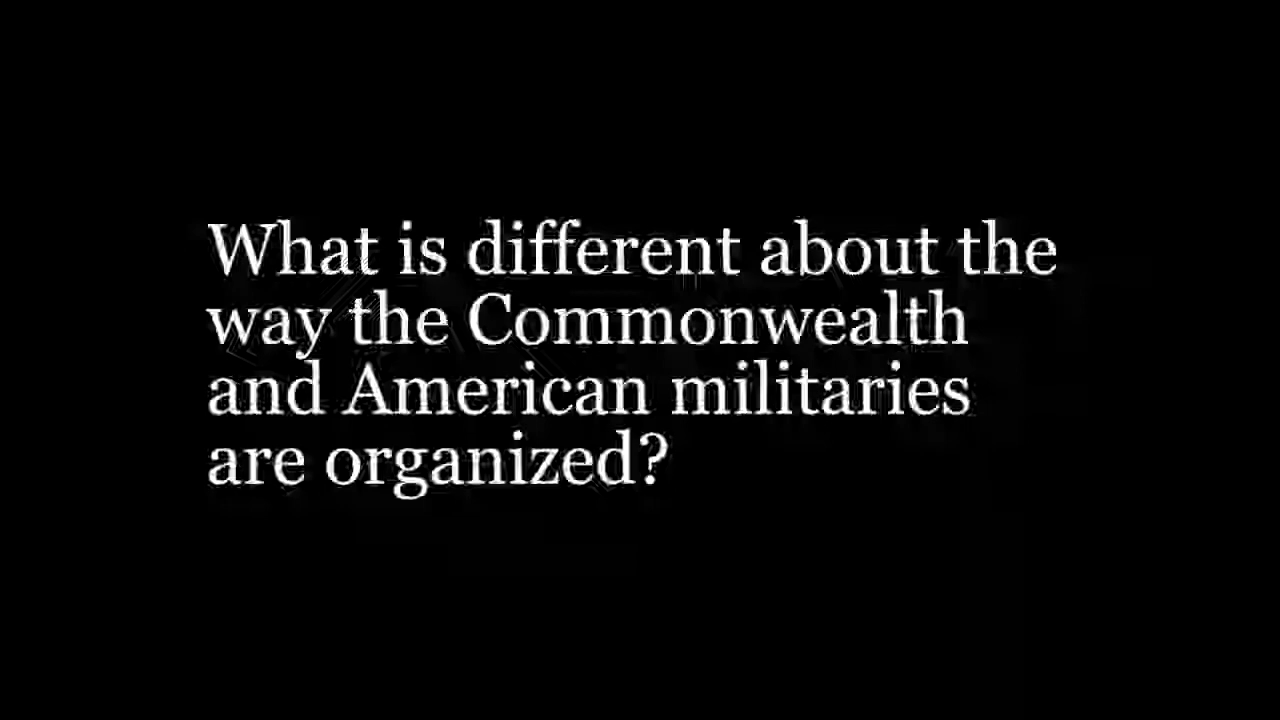 What is different about the
way the Commonwealth
and American militaries
are organized?